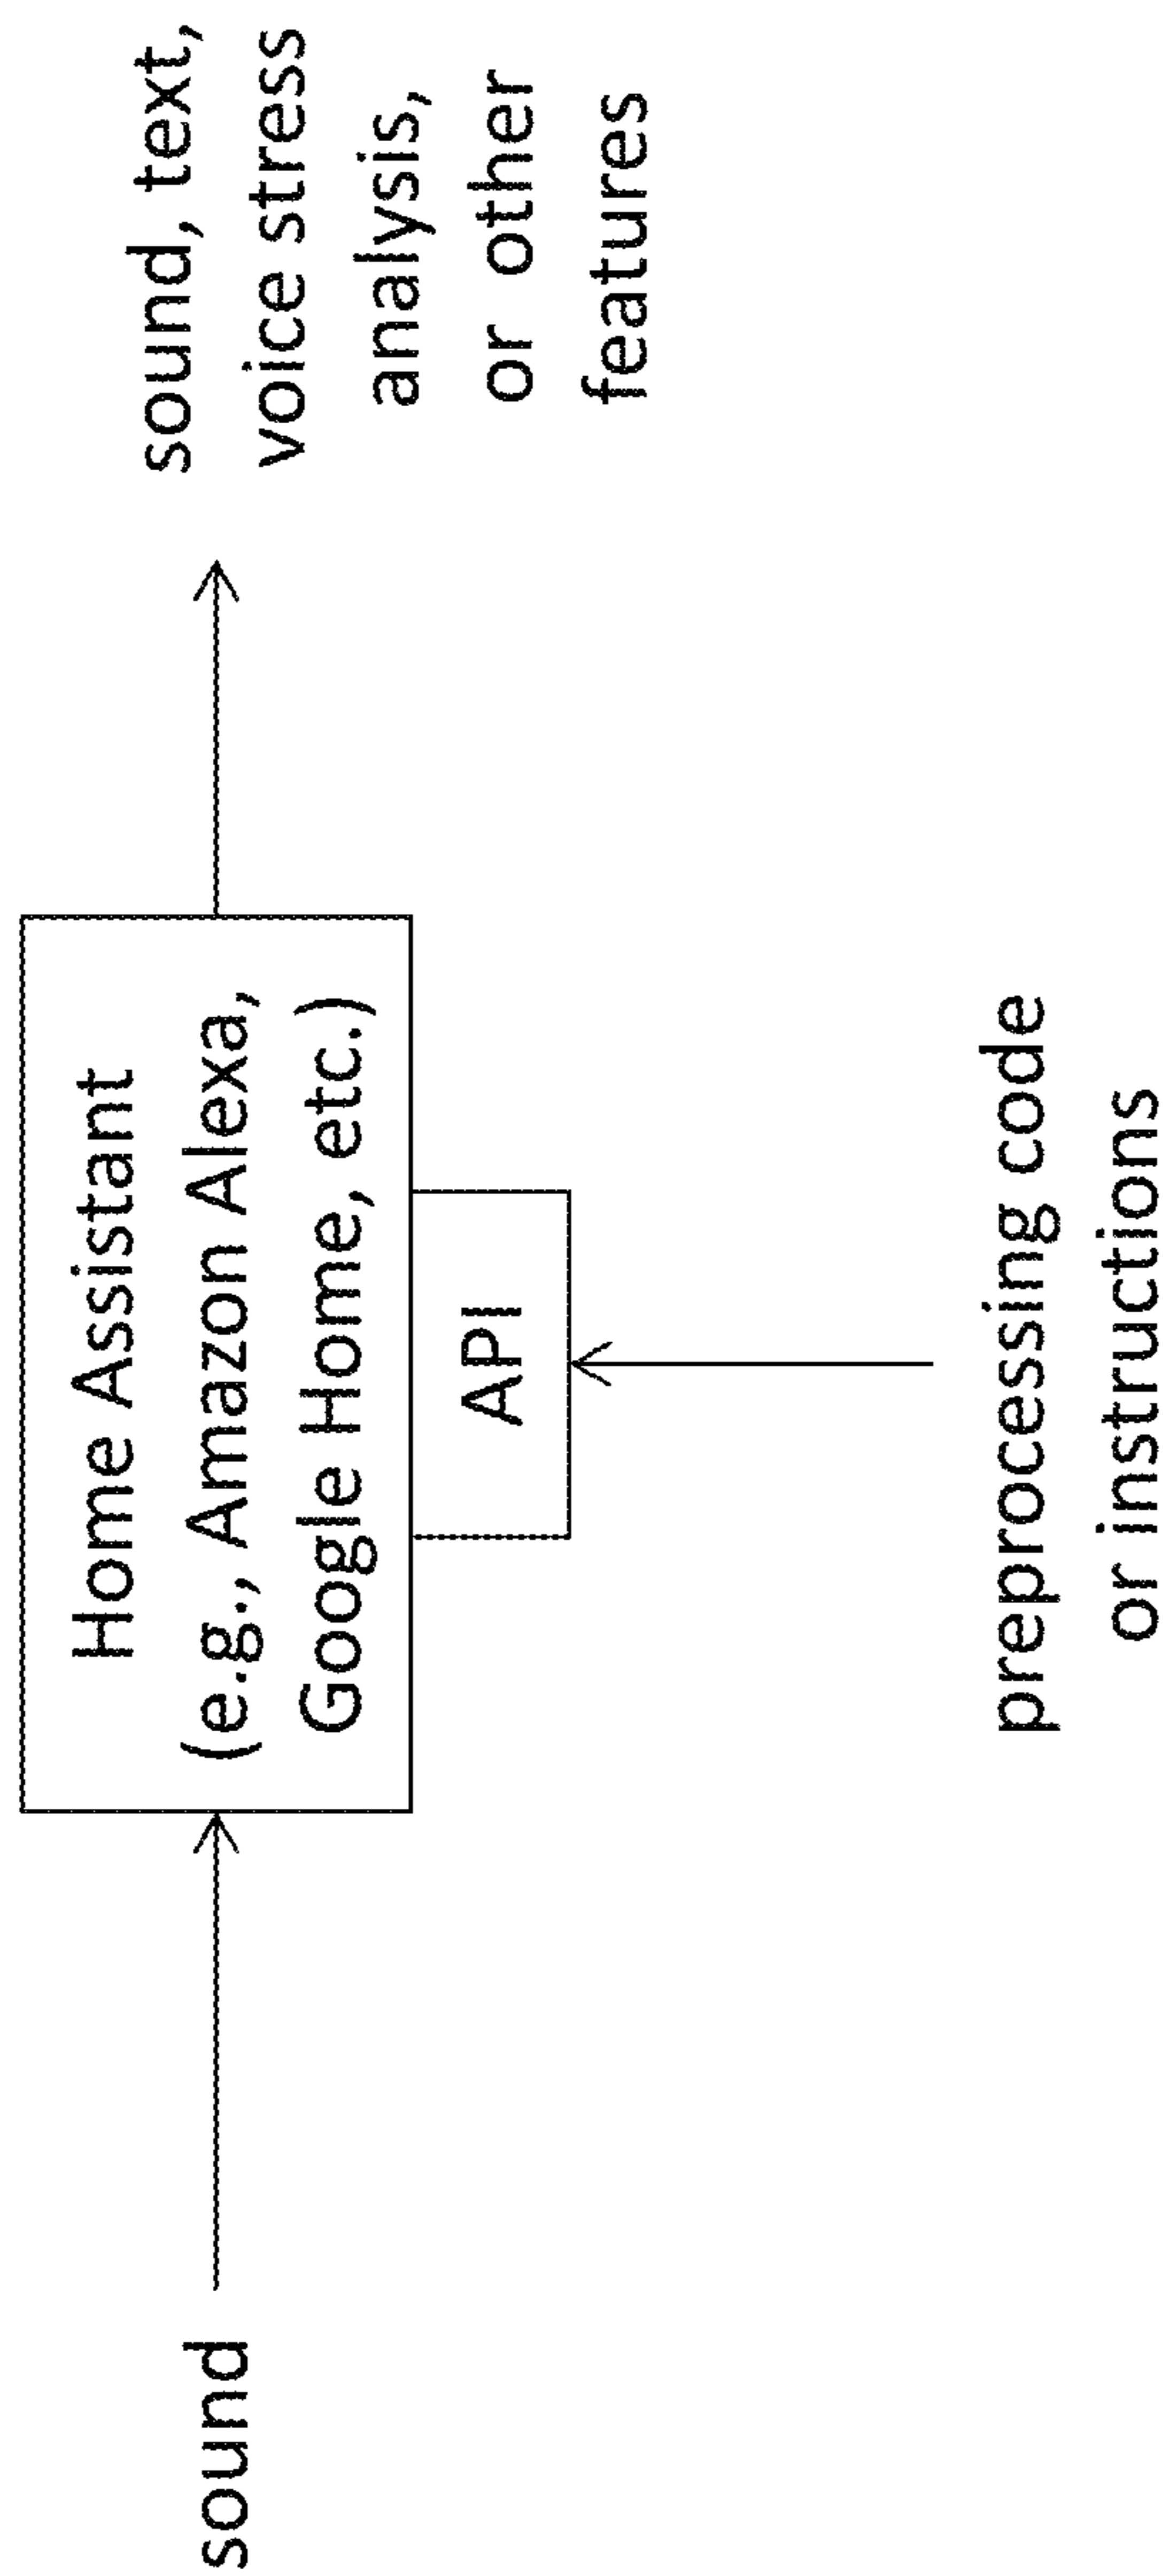 sound
Home Assistant
(e.g., Amazon Alexa,
Google Home, etc.)
API
preprocessing code
or instructions
sound, text,
voice stress
analysis,
or other
features